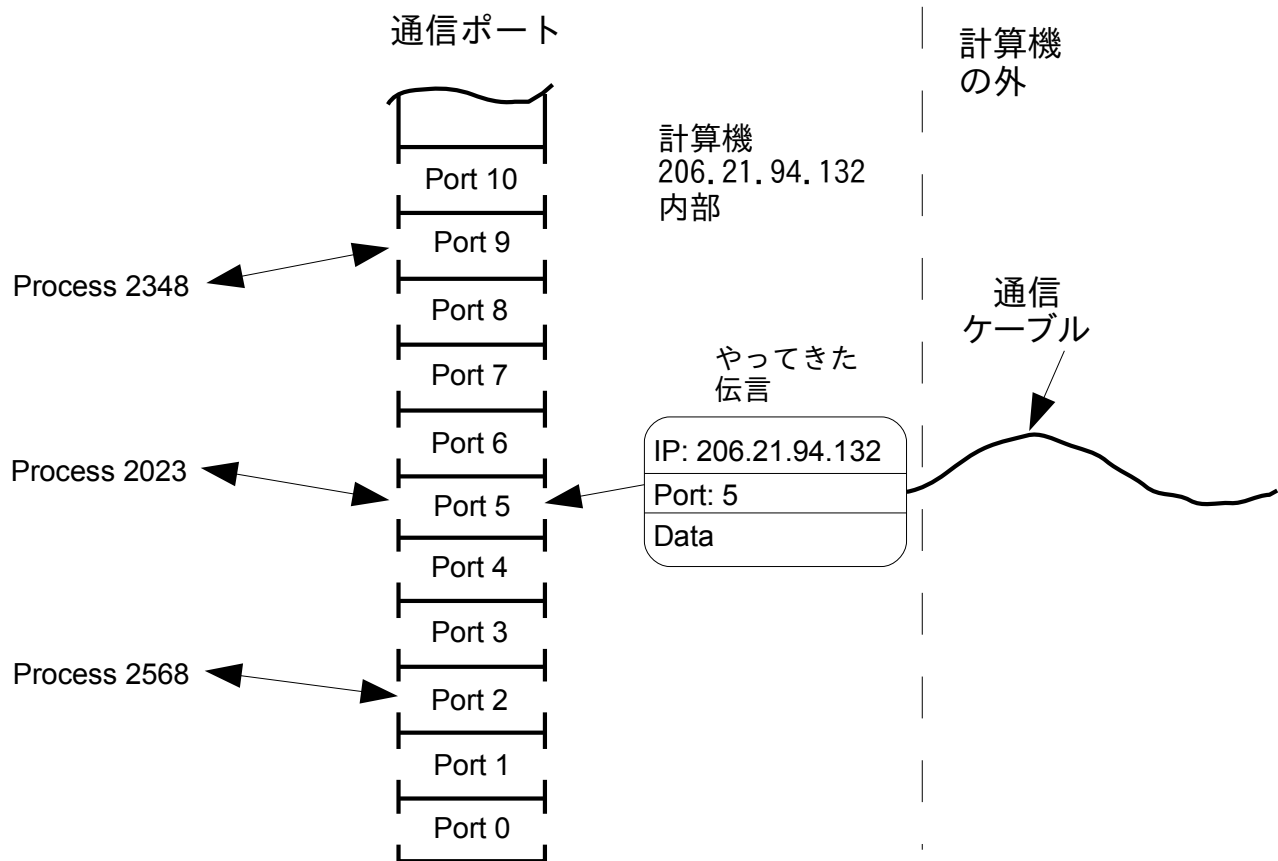 通信ポート
計算機
の外
計算機
206.21.94.132
内部
Port 10
Port 9
Process 2348
Port 8
通信
ケーブル
Port 7
やってきた
伝言
Port 6
IP: 206.21.94.132
Process 2023
Port 5
Port: 5
Data
Port 4
Port 3
Process 2568
Port 2
Port 1
Port 0